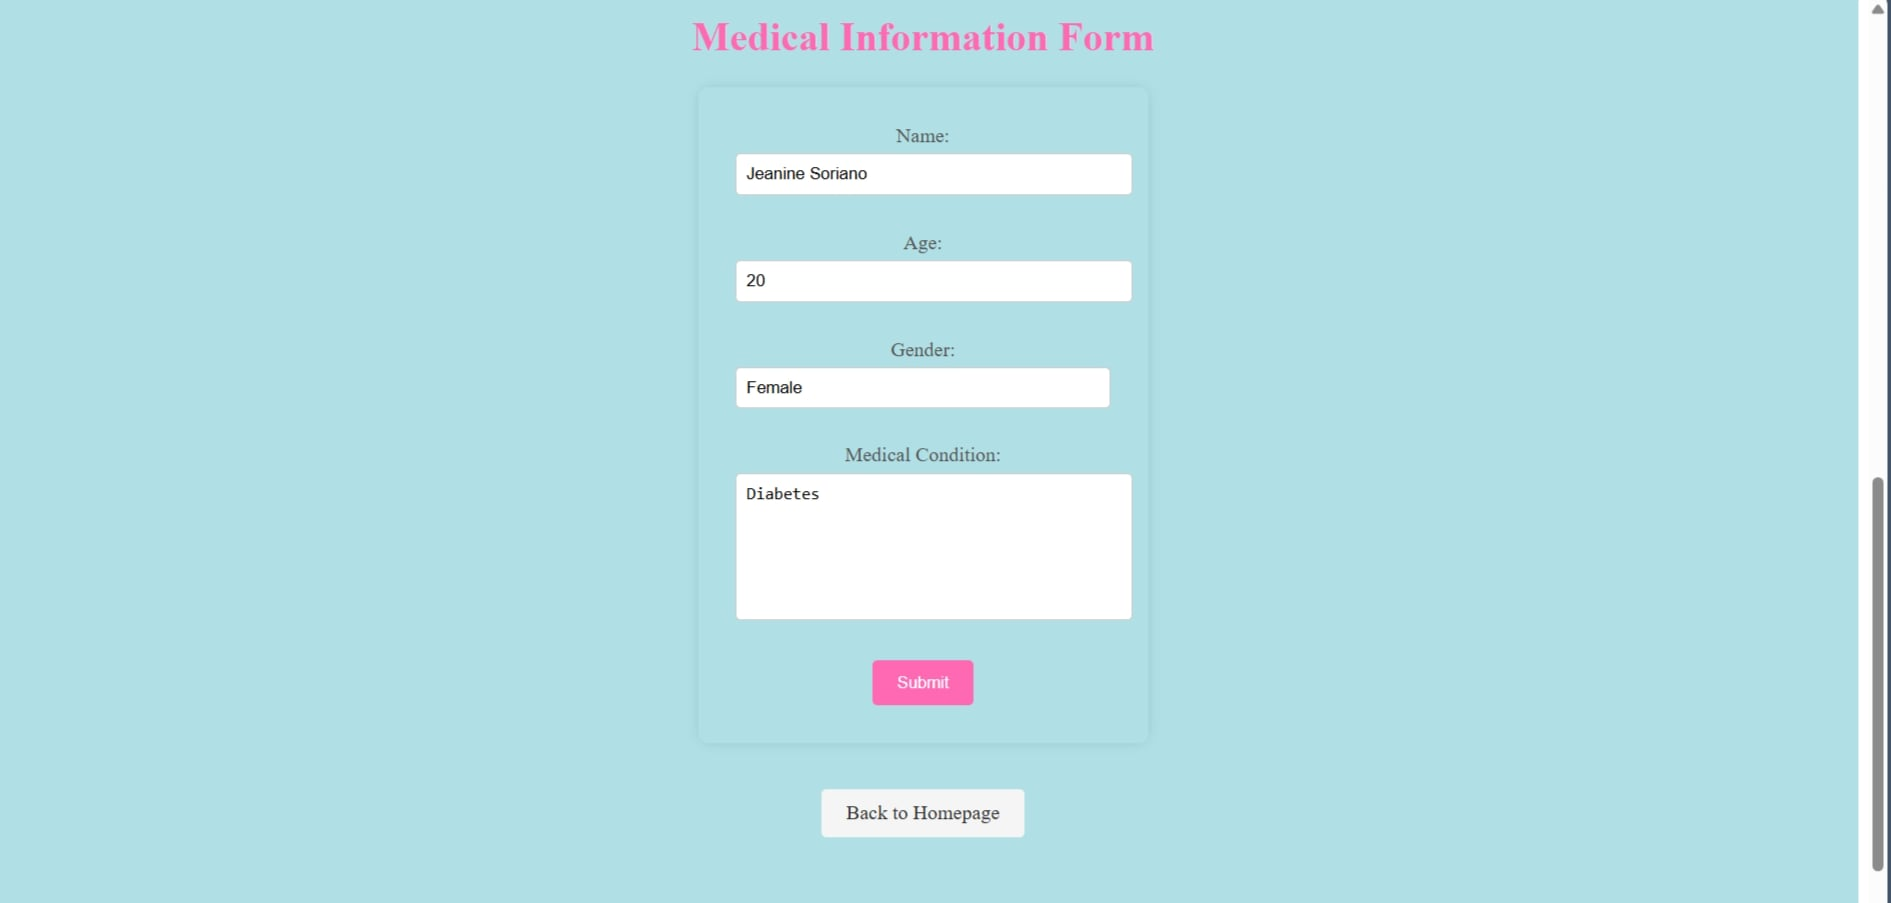 Medical Information Form
Name:
Jeanine Soriano
Age:
20
Gender:
Female
Medical Condition:
Diabetes
Submit
Back to Homepage